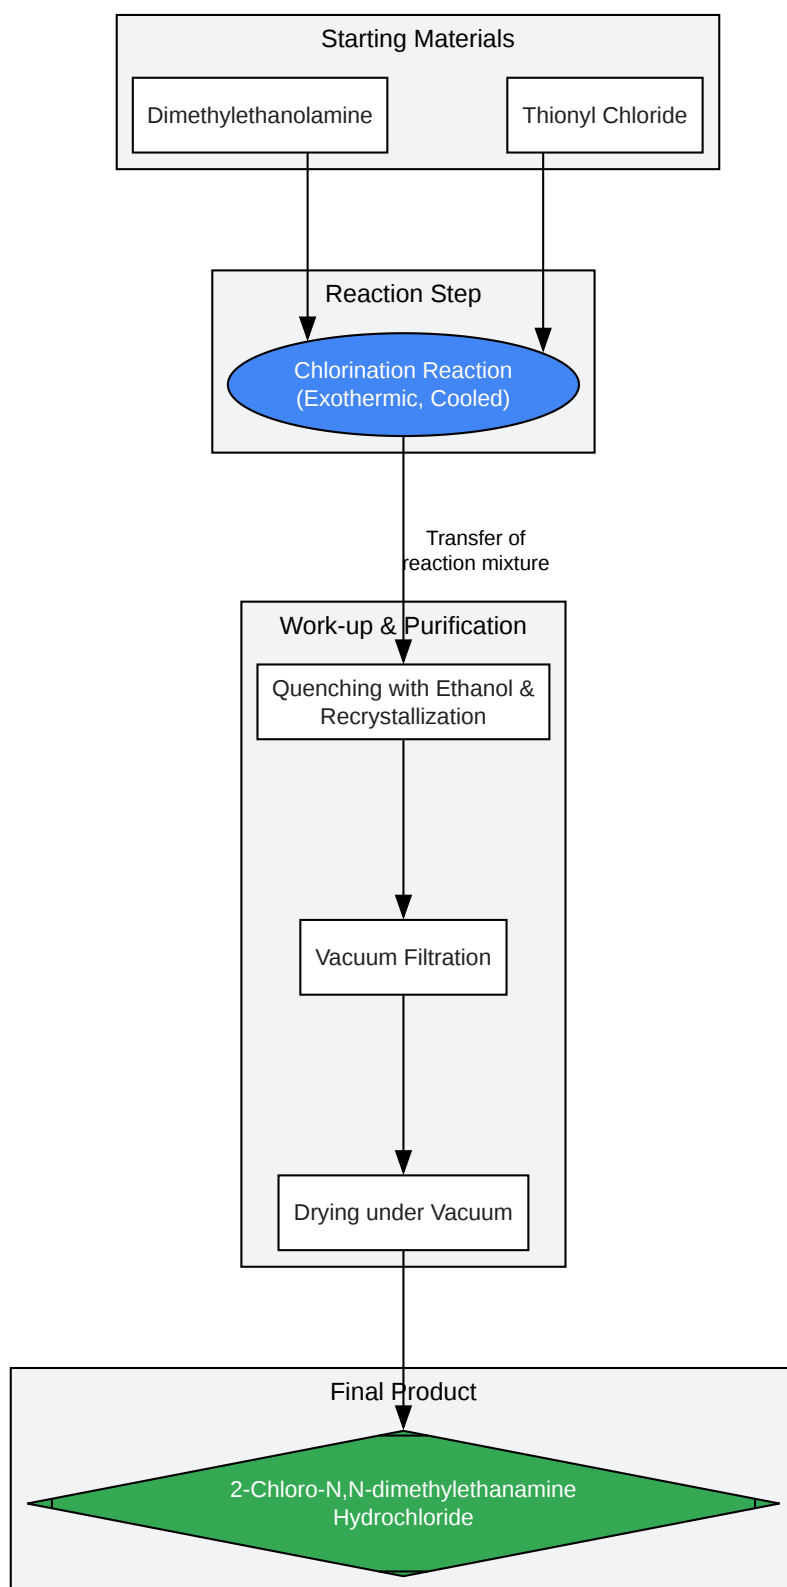 Starting Materials
Dimethylethanolamine
Thionyl Chloride
Reaction Step
Chlorination Reaction
(Exothermic, Cooled)
Transfer of
reaction mixture
Work-up & Purification
Quenching with Ethanol &
Recrystallization
Vacuum Filtration
Drying under Vacuum
Final Product
2-Chloro-N,N-dimethylethanamine
Hydrochloride